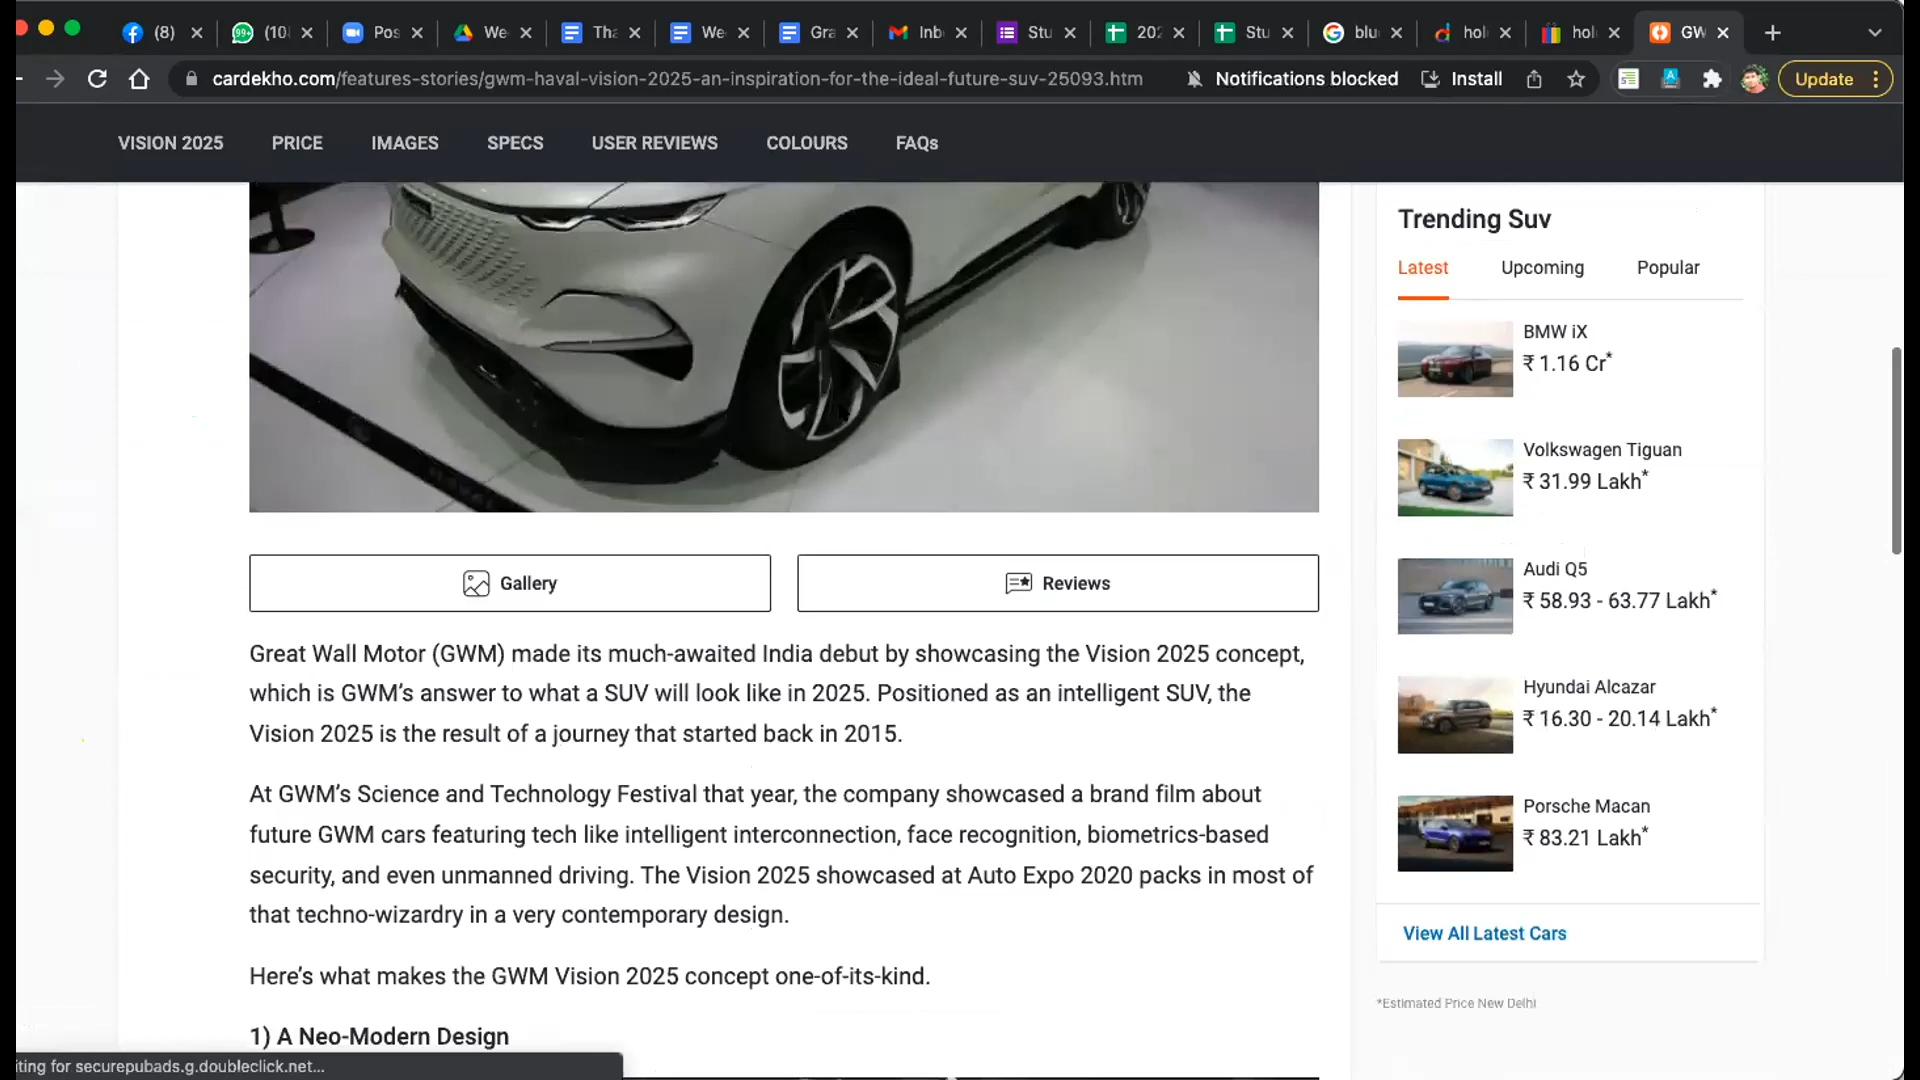 (8)
99+
(10
Pos
We
Tha
We
Gra
Inb
Stu
202
Stu
blu
hol
hol
GW
cardekho.com/features-stories/gwm-haval-vision-2025-an-inspiration-for-the-ideal-future-suv-25093.htm
Notifications blocked
Install
Update
VISION 2025
PRICE
IMAGES
SPECS
USER REVIEWS
COLOURS
FAQs
Gallery
Reviews
Great Wall Motor (GWM) made its much-awaited India debut by showcasing the Vision 2025 concept,
which is GWM’s answer to what a SUV will look like in 2025. Positioned as an intelligent SUV, the
Vision 2025 is the result of a journey that started back in 2015.
At GWM’s Science and Technology Festival that year, the company showcased a brand film about
future GWM cars featuring tech like intelligent interconnection, face recognition, biometrics-based
security, and even unmanned driving. The Vision 2025 showcased at Auto Expo 2020 packs in most of
that techno-wizardry in a very contemporary design.
Here’s what makes the GWM Vision 2025 concept one-of-its-kind.
1) A Neo-Modern Design
iting for securepubads.g.doubleclick.net...
Trending Suv
Latest
Upcoming
Popular
BMW iX
₹ 1.16 Cr*
Volkswagen Tiguan
₹ 31.99 Lakh*
Audi Q5
₹ 58.93 - 63.77 Lakh*
Hyundai Alcazar
₹ 16.30 - 20.14 Lakh*
Porsche Macan
₹ 83.21 Lakh*
View All Latest Cars
*Estimated Price New Delhi